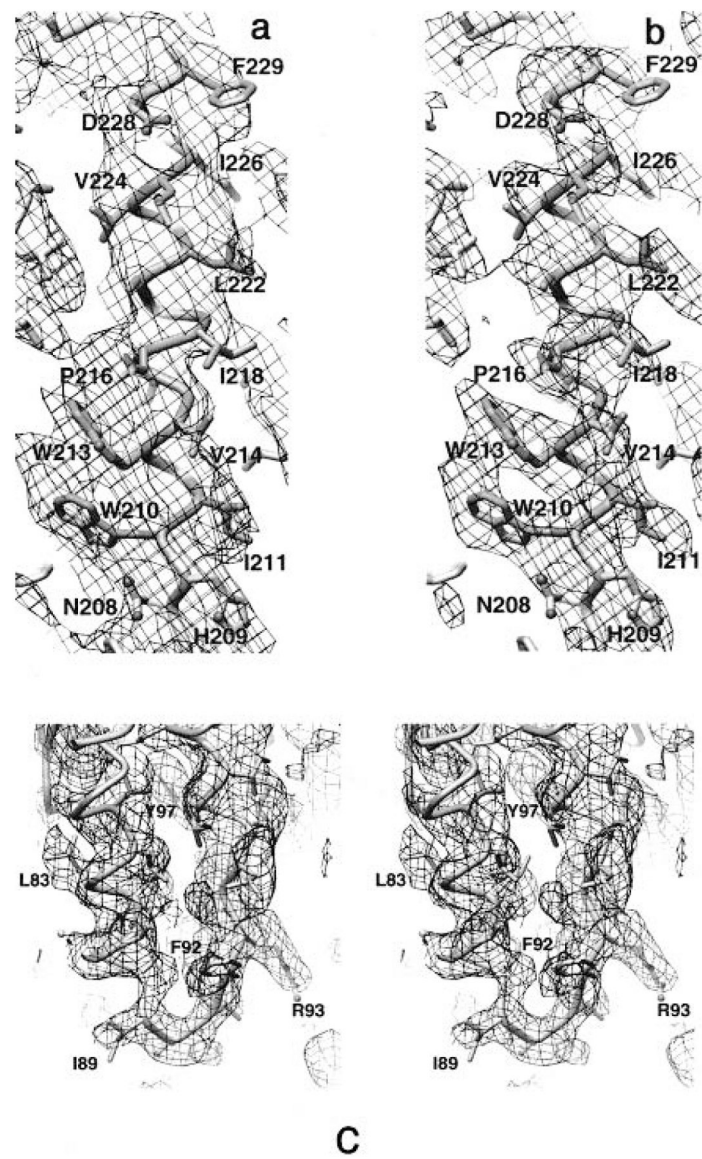 a
F229
D228
I226
V224
L222
P216
I218
W213
V214
W210
I211
N208
H209
b
F229
D228
I226
V224
L222
P216
I218
W213
V214
W210
I211
N208
H209
Y97
L83
F92
R93
I89
Y97
L83
F92
R93
I89
C